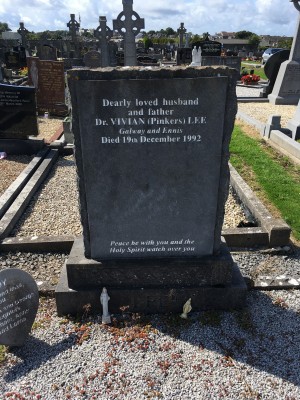 Dearly loved husband
and father
Dr. VIVIAN (Pinkers) LEE
Galway and Ennis
Died 19th December 1992
Peace be with you and the
Holy Spirit watch over you